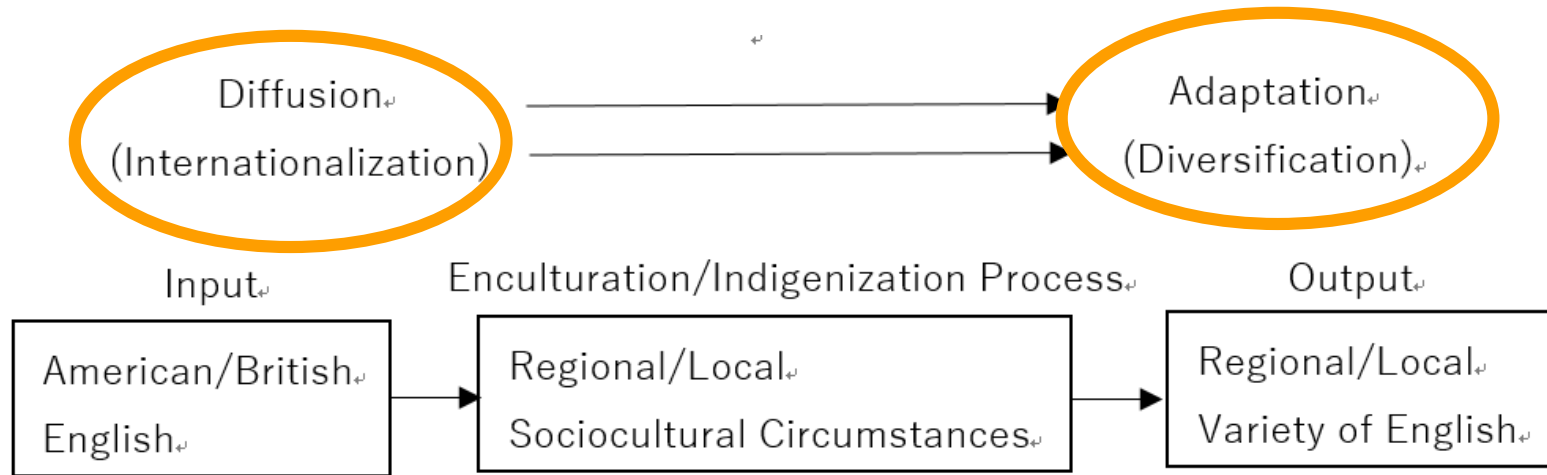 Diffusion
(Internationalization)
Adaptation
(Diversification)
Input
Enculturation/Indigenization Process
Output
American/British
English
Regional/Local
Sociocultural Circumstances
Regional/Local
Variety of English